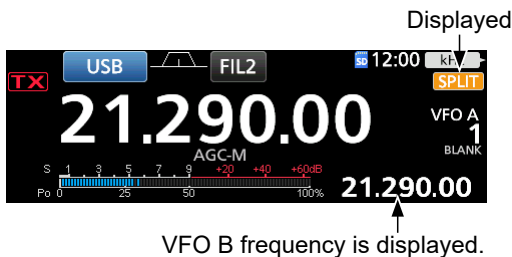 Displayed
USB FIL2 SD 12:00
TX SPLIT
21.290.00 VFO A
1
AGC-M BLANK
S 1 3 5 7 9 +20 +40 +60dB
Po 0 25 50 100% 21.290.00
VFO B frequency is displayed.